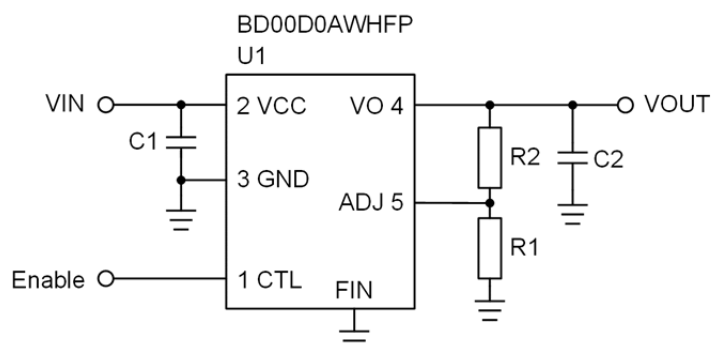 BD00D0AWHFP
U1
VIN
2 VCC
VO 4
VOUT
C1
R2
C2
3 GND
ADJ 5
R1
Enable
1 CTL
FIN